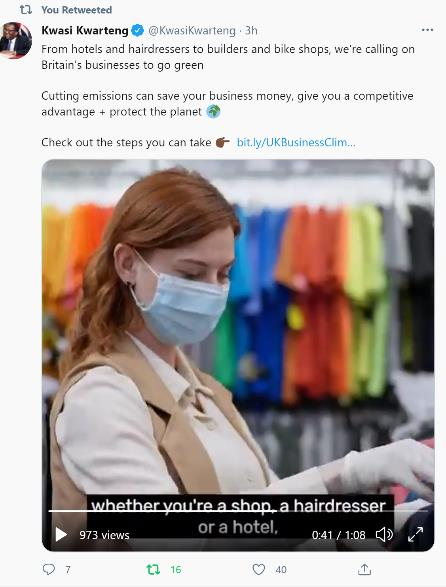 You Retweeted
Kwasi Kwarteng @KwasiKwarteng · 3h
From hotels and hairdressers to builders and bike shops, we're calling on
Britain's businesses to go green
Cutting emissions can save your business money, give you a competitive
advantage + protect the planet 🌍
Check out the steps you can take 👉🏿 bit.ly/UKBusinessClim...
whether you're a shop, a hairdresser
or a hotel,
973 views 0:41 / 1:08
7 16 40